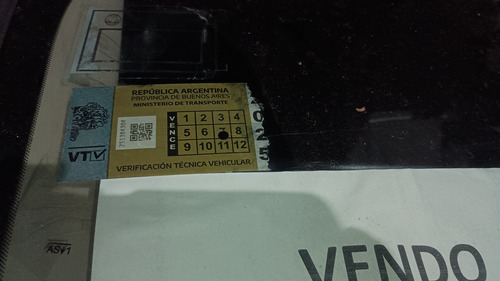 REPÚBLICA ARGENTINA
PROVINCIA DE BUENOS AIRES
MINISTERIO DE TRANSPORTE
VENCE
1 2 3 4
5 6 8
9 10 11 12
VTV
VERIFICACIÓN TÉCNICA VEHICULAR
AS11
VENDO